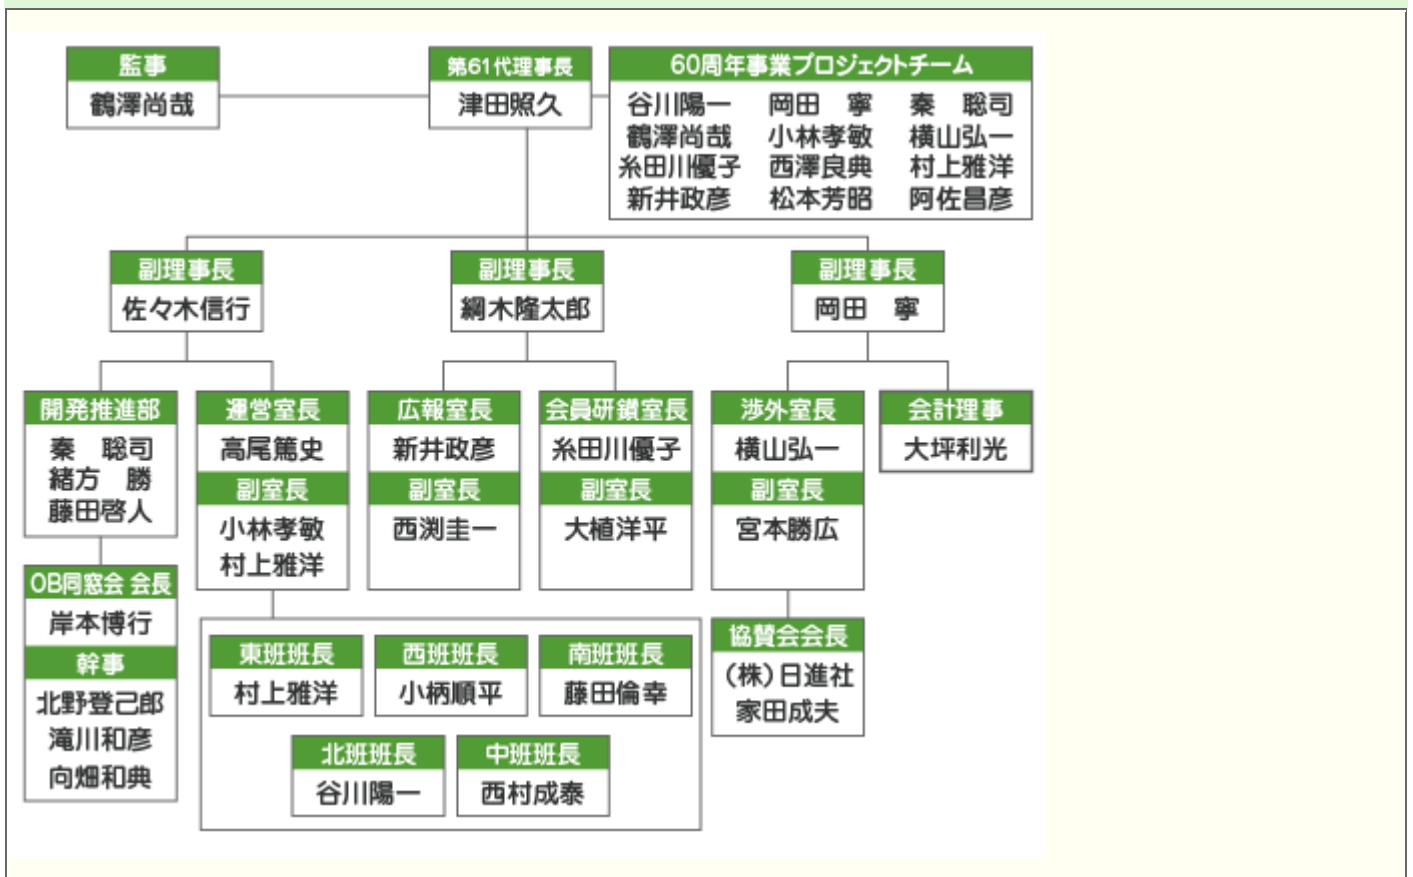 監事
鶴澤尚哉
第61代理事長
津田照久
60周年事業プロジェクトチーム
谷川陽一　岡田　寧　秦　聡司
鶴澤尚哉　小林孝敏　横山弘一
糸田川優子　西澤良典　村上雅洋
新井政彦　松本芳昭　阿佐昌彦
副理事長
佐々木信行
副理事長
綱木隆太郎
副理事長
岡田　寧
開発推進部
秦　聡司
緒方　勝
藤田啓人
OB同窓会 会長
岸本博行
幹事
北野登己郎
滝川和彦
向畑和典
運営室長
高尾篤史
副室長
小林孝敏
村上雅洋
広報室長
新井政彦
副室長
西渕圭一
会員研鑚室長
糸田川優子
副室長
大植洋平
渉外室長
横山弘一
副室長
宮本勝広
協賛会会長
(株)日進社
家田成夫
会計理事
大坪利光
東班班長
村上雅洋
西班班長
小柄順平
南班班長
藤田倫幸
北班班長
谷川陽一
中班班長
西村成泰